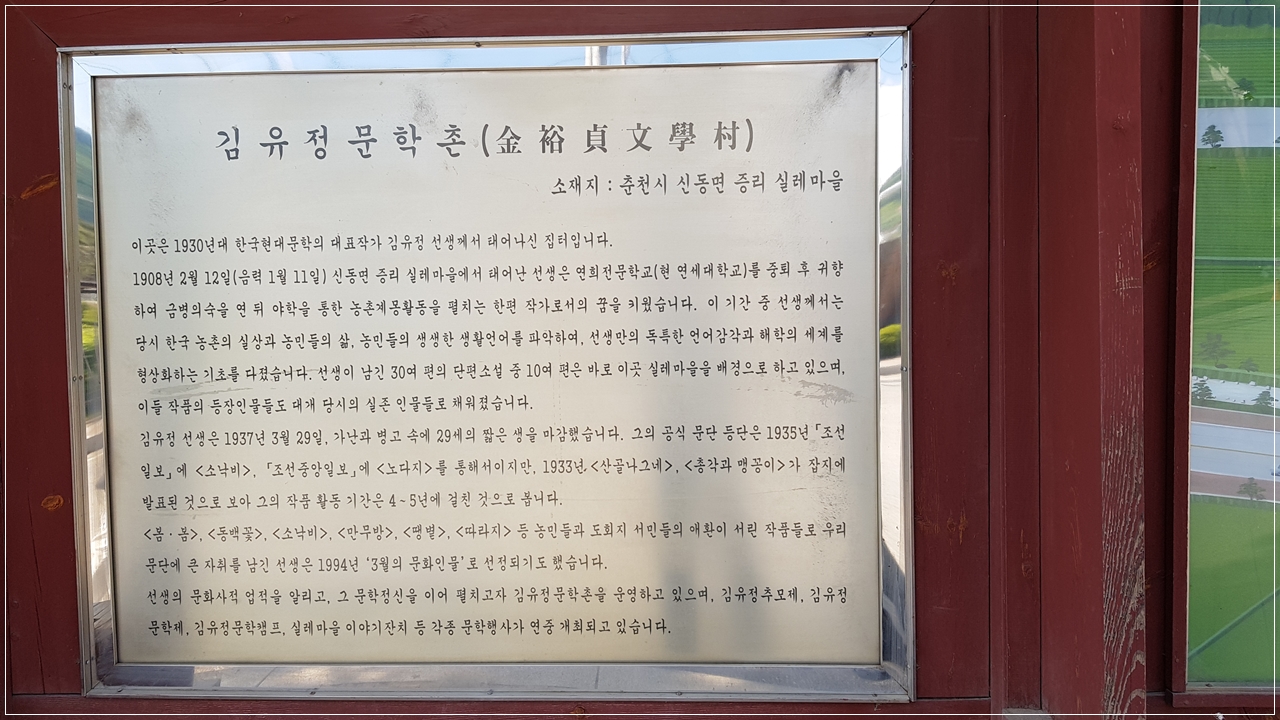 김유정문학촌(金裕貞文學村)
소재지 : 춘천시 신동면 증리 실레마을
이곳은 1930년대 한국현대문학의 대표작가 김유정 선생께서 태어나신 집터입니다.
1908년 2월 12일(음력 1월 11일) 신동면 증리 실레마을에서 태어난 선생은 연희전문학교(현 연세대학교)를 중퇴 후 귀향
하여 금병의숙을 연 뒤 야학을 통한 농촌계몽활동을 펼치는 한편 작가로서의 꿈을 키웠습니다. 이 기간 중 선생께서는
당시 한국 농촌의 실상과 농민들의 삶, 농민들의 생생한 생활언어를 파악하여, 선생만의 독특한 언어감각과 해학의 세계를
형상화하는 기초를 다졌습니다. 선생이 남긴 30여 편의 단편소설 중 10여 편은 바로 이곳 실레마을을 배경으로 하고 있으며,
이들 작품의 등장인물들도 대개 당시의 실존 인물들로 채워졌습니다.
김유정 선생은 1937년 3월 29일, 가난과 병고 속에 29세의 짧은 생을 마감했습니다. 그의 공식 문단 등단은 1935년 「조선
일보」에 <소낙비>, 「조선중앙일보」에 <노다지>를 통해서이지만, 1933년 <산골나그네>, <총각과 맹꽁이>가 잡지에
발표된 것으로 보아 그의 작품 활동 기간은 4~5년에 걸친 것으로 봅니다.
<봄·봄>, <동백꽃>, <소낙비>, <만무방>, <땡볕>, <따라지> 등 농민들과 도회지 서민들의 애환이 서린 작품들로 우리
문단에 큰 자취를 남긴 선생은 1994년 '3월의 문화인물'로 선정되기도 했습니다.
선생의 문화사적 업적을 알리고, 그 문학정신을 이어 펼치고자 김유정문학촌을 운영하고 있으며, 김유정추모제, 김유정
문학제, 김유정문학캠프, 실레마을 이야기잔치 등 각종 문학행사가 연중 개최되고 있습니다.